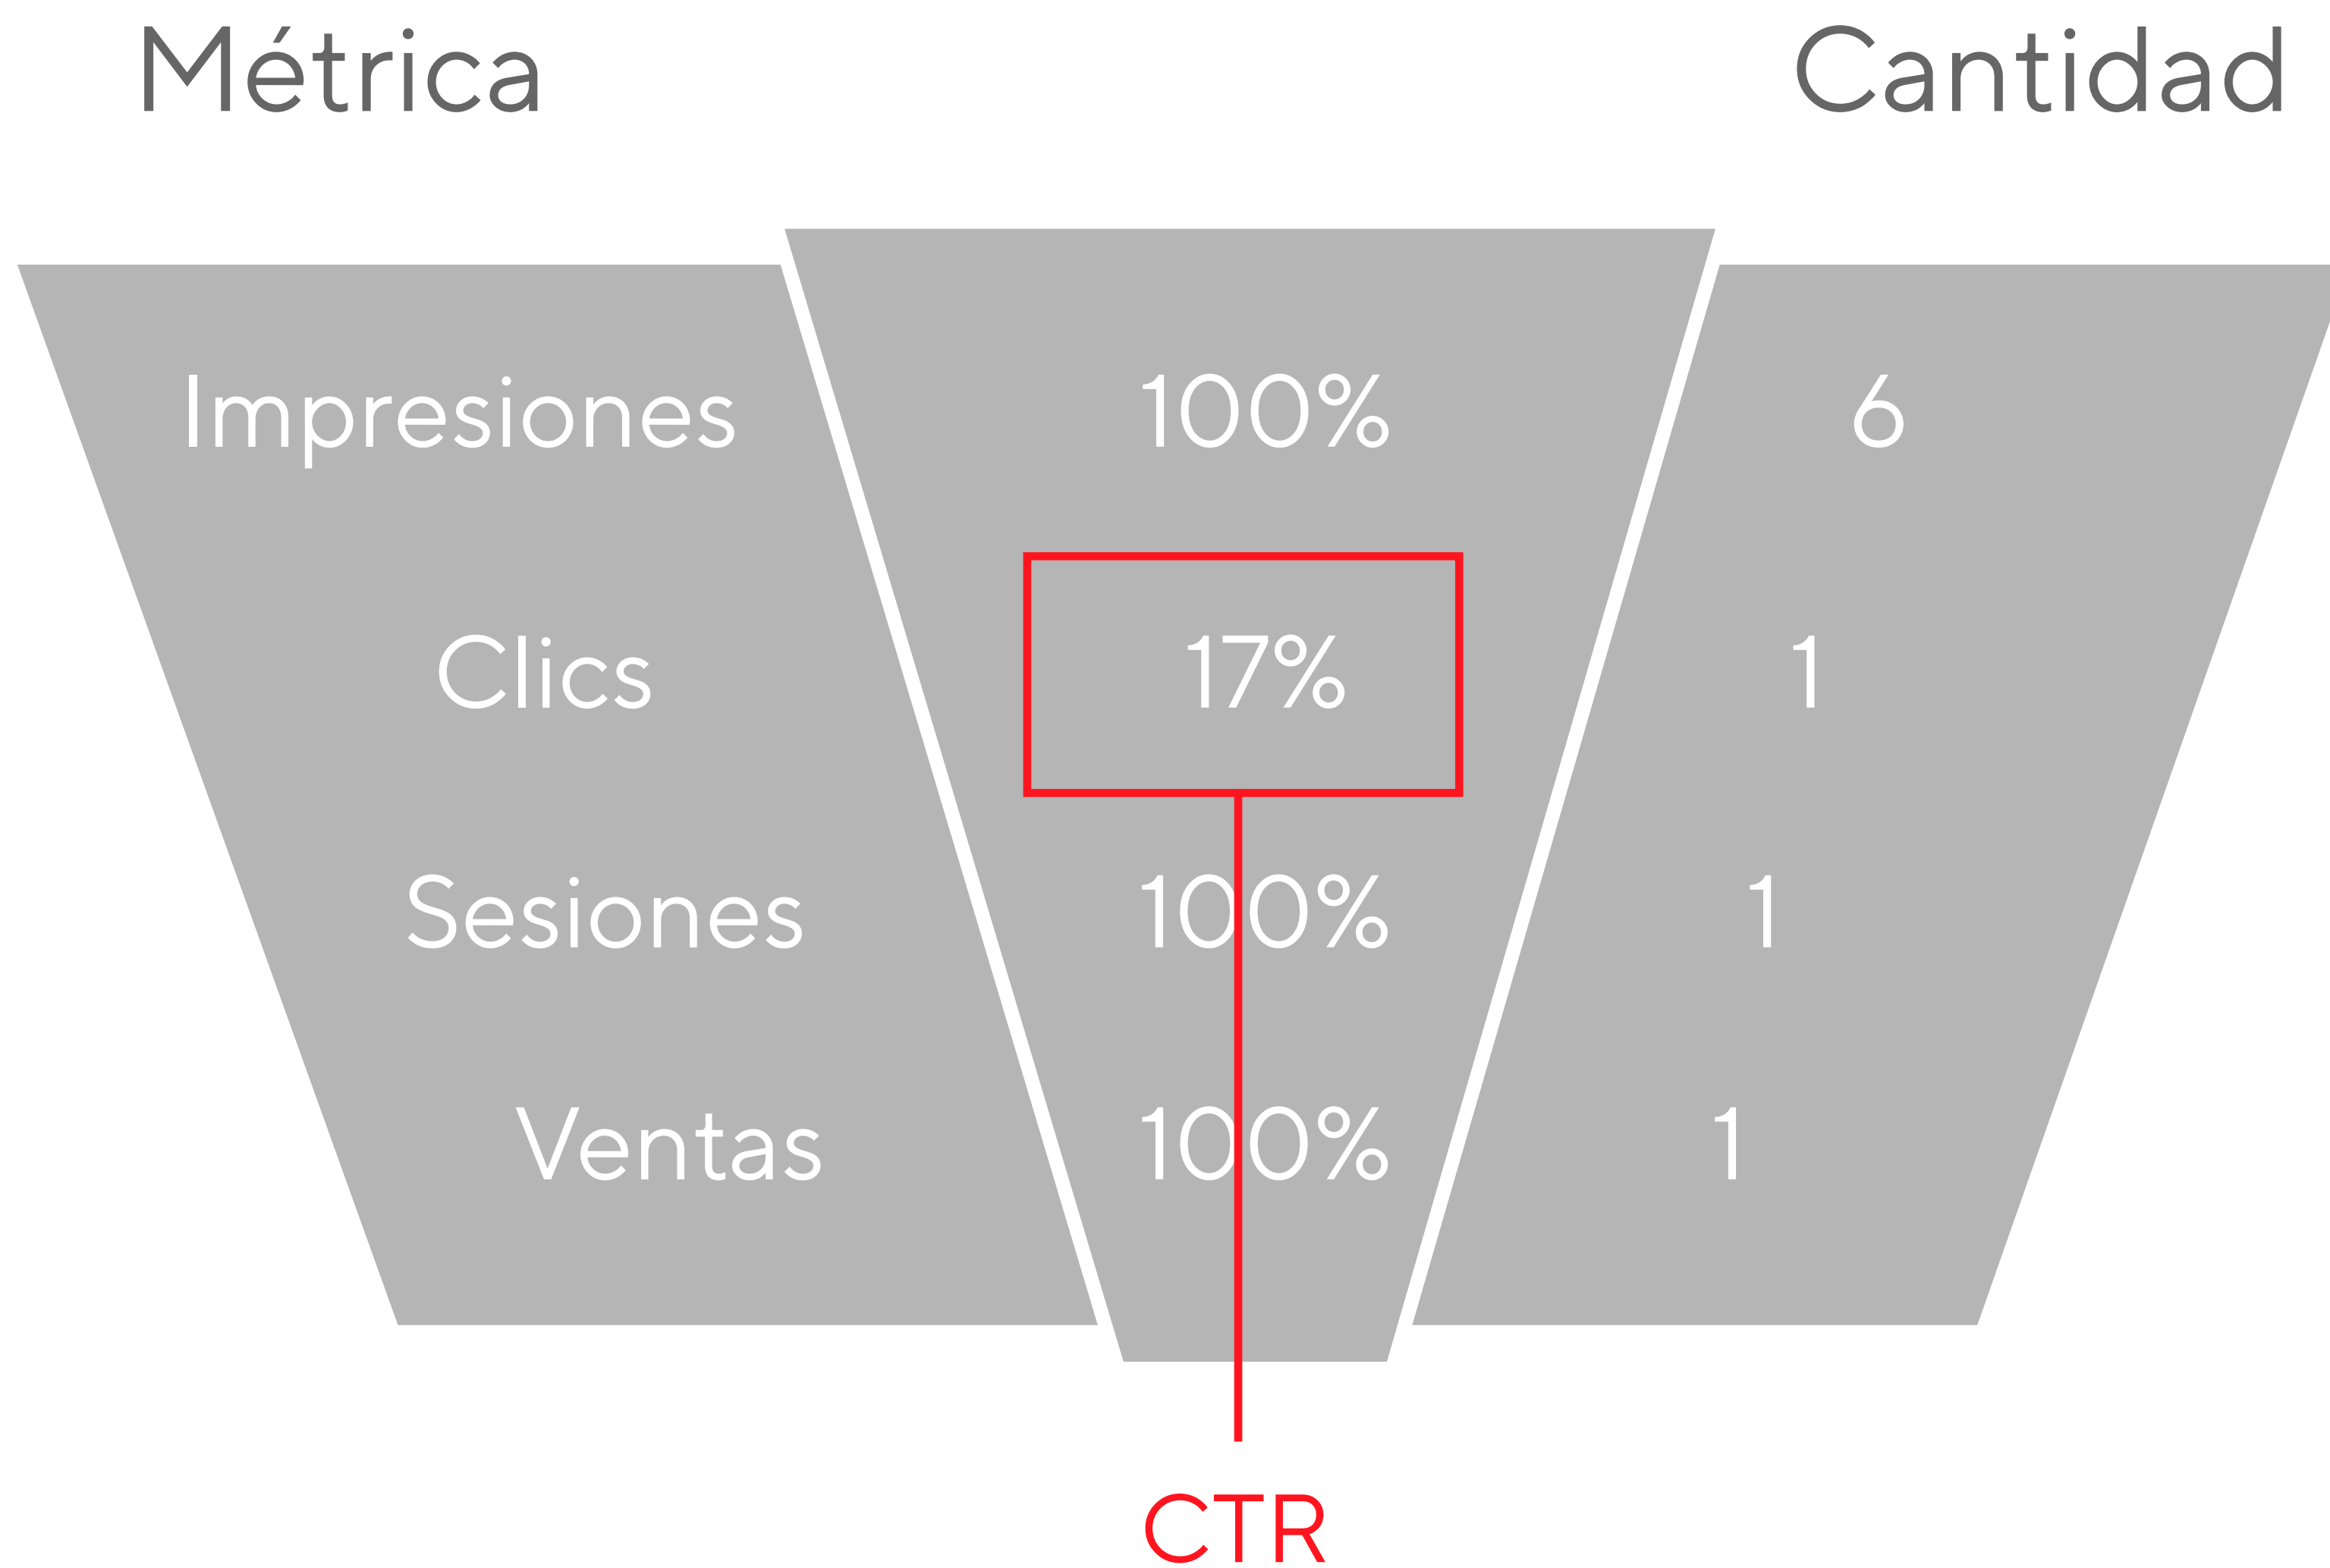 Métrica Cantidad
Impresiones 100% 6
Clics 17% 1
Sesiones 100% 1
Ventas 100% 1
CTR